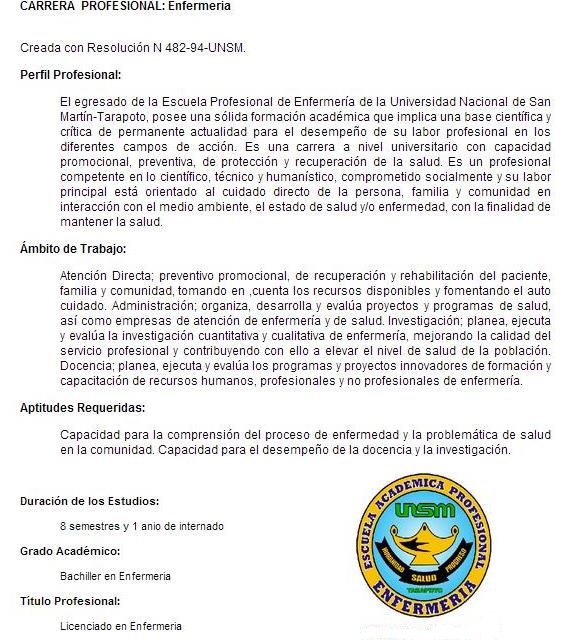 CARRERA PROFESIONAL: Enfermeria
Creada con Resolución N 482-94-UNSM.
Perfil Profesional:
El egresado de la Escuela Profesional de Enfermería de la Universidad Nacional de San
Martín-Tarapoto, posee una sólida formación académica que implica una base científica y
crítica de permanente actualidad para el desempeño de su labor profesional en los
diferentes campos de acción. Es una carrera a nivel universitario con capacidad
promocional, preventiva, de protección y recuperación de la salud. Es un profesional
competente en lo científico, técnico y humanístico, comprometido socialmente y su labor
principal está orientado al cuidado directo de la persona, familia y comunidad en
interacción con el medio ambiente, el estado de salud y/o enfermedad, con la finalidad de
mantener la salud.
Ámbito de Trabajo:
Atención Directa; preventivo promocional, de recuperación y rehabilitación del paciente,
familia y comunidad, tomando en ,cuenta los recursos disponibles y fomentando el auto
cuidado. Administración; organiza, desarrolla y evalúa proyectos y programas de salud,
así como empresas de atención de enfermería y de salud. Investigación; planea, ejecuta
y evalúa la investigación cuantitativa y cualitativa de enfermería, mejorando la calidad del
servicio profesional y contribuyendo con ello a elevar el nivel de salud de la población.
Docencia; planea, ejecuta y evalúa los programas y proyectos innovadores de formación y
capacitación de recursos humanos, profesionales y no profesionales de enfermería.
Aptitudes Requeridas:
Capacidad para la comprensión del proceso de enfermedad y la problemática de salud
en la comunidad. Capacidad para el desempeño de la docencia y la investigación.
Duración de los Estudios:
8 semestres y 1 anio de internado
Grado Académico:
Bachiller en Enfermeria
Titulo Profesional:
Licenciado en Enfermeria
ESCUELA ACADEMICA PROFESIONAL
unsm
HUMANIDAD SALUD PROGRESO
TARAPOTO
ENFERMERIA